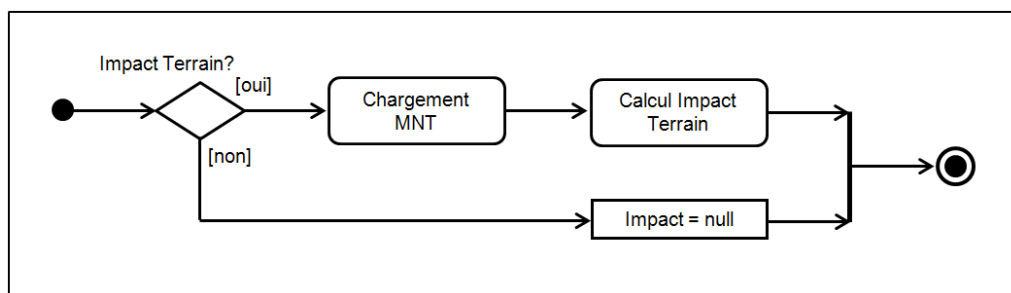 Impact Terrain?
[oui]
Chargement
MNT
Calcul Impact
Terrain
[non]
Impact = null